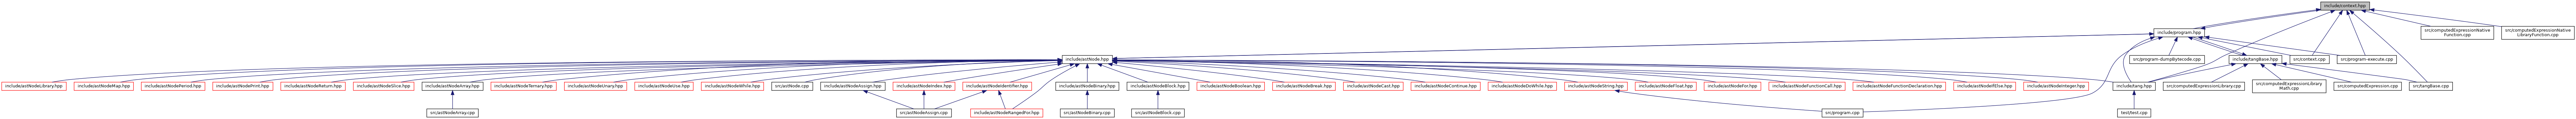 include/context.hpp
include/program.hpp
src/computedExpressionNative
Function.cpp
src/computedExpressionNative
LibraryFunction.cpp
include/astNode.hpp
src/program-dumpBytecode.cpp
include/tangBase.hpp
src/context.cpp
src/program-execute.cpp
include/astNodeLibrary.hpp
include/astNodeMap.hpp
include/astNodePeriod.hpp
include/astNodePrint.hpp
include/astNodeReturn.hpp
include/astNodeSlice.hpp
include/astNodeArray.hpp
include/astNodeTernary.hpp
include/astNodeUnary.hpp
include/astNodeUse.hpp
include/astNodeWhile.hpp
src/astNode.cpp
include/astNodeAssign.hpp
include/astNodeIndex.hpp
include/astNodeIdentifier.hpp
include/astNodeBinary.hpp
include/astNodeBlock.hpp
include/astNodeBoolean.hpp
include/astNodeBreak.hpp
include/astNodeCast.hpp
include/astNodeContinue.hpp
include/astNodeDoWhile.hpp
include/astNodeString.hpp
include/astNodeFloat.hpp
include/astNodeFor.hpp
include/astNodeFunctionCall.hpp
include/astNodeFunctionDeclaration.hpp
include/astNodeIfElse.hpp
include/astNodeInteger.hpp
include/tang.hpp
src/computedExpressionLibrary.cpp
src/computedExpressionLibrary
Math.cpp
src/computedExpression.cpp
src/tangBase.cpp
src/astNodeArray.cpp
src/astNodeAssign.cpp
include/astNodeRangedFor.hpp
src/astNodeBinary.cpp
src/astNodeBlock.cpp
src/program.cpp
test/test.cpp